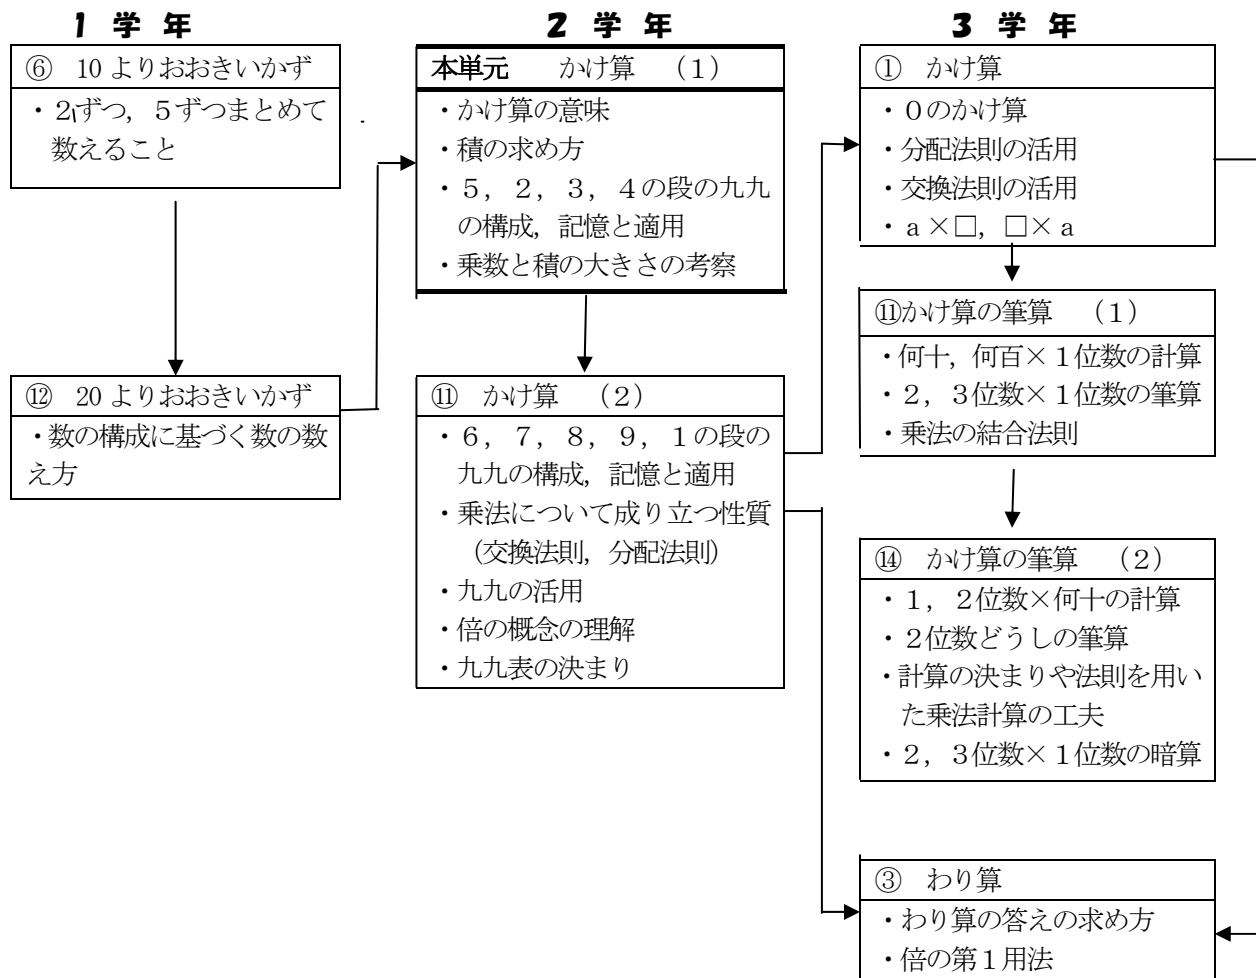 1 学 年
⑥ 10 よりおおきいかず
・2ずつ，5ずつまとめて
数えること
⑫ 20 よりおおきいかず
・数の構成に基づく数の数
え方
2 学 年
本単元 かけ算 （1）
・かけ算の意味
・積の求め方
・5，2，3，4の段の九九
の構成，記憶と適用
・乗数と積の大きさの考察
⑪ かけ算 （2）
・6，7，8，9，1の段の
九九の構成，記憶と適用
・乗法について成り立つ性質
（交換法則，分配法則）
・九九の活用
・倍の概念の理解
・九九表の決まり
3 学 年
① かけ算
・0のかけ算
・分配法則の活用
・交換法則の活用
・a×□，□×a
⑪かけ算の筆算 （1）
・何十，何百×1位数の計算
・2，3位数×1位数の筆算
・乗法の結合法則
⑭ かけ算の筆算 （2）
・1，2位数×何十の計算
・2位数どうしの筆算
・計算の決まりや法則を用い
た乗法計算の工夫
・2，3位数×1位数の暗算
③ わり算
・わり算の答えの求め方
・倍の第1用法